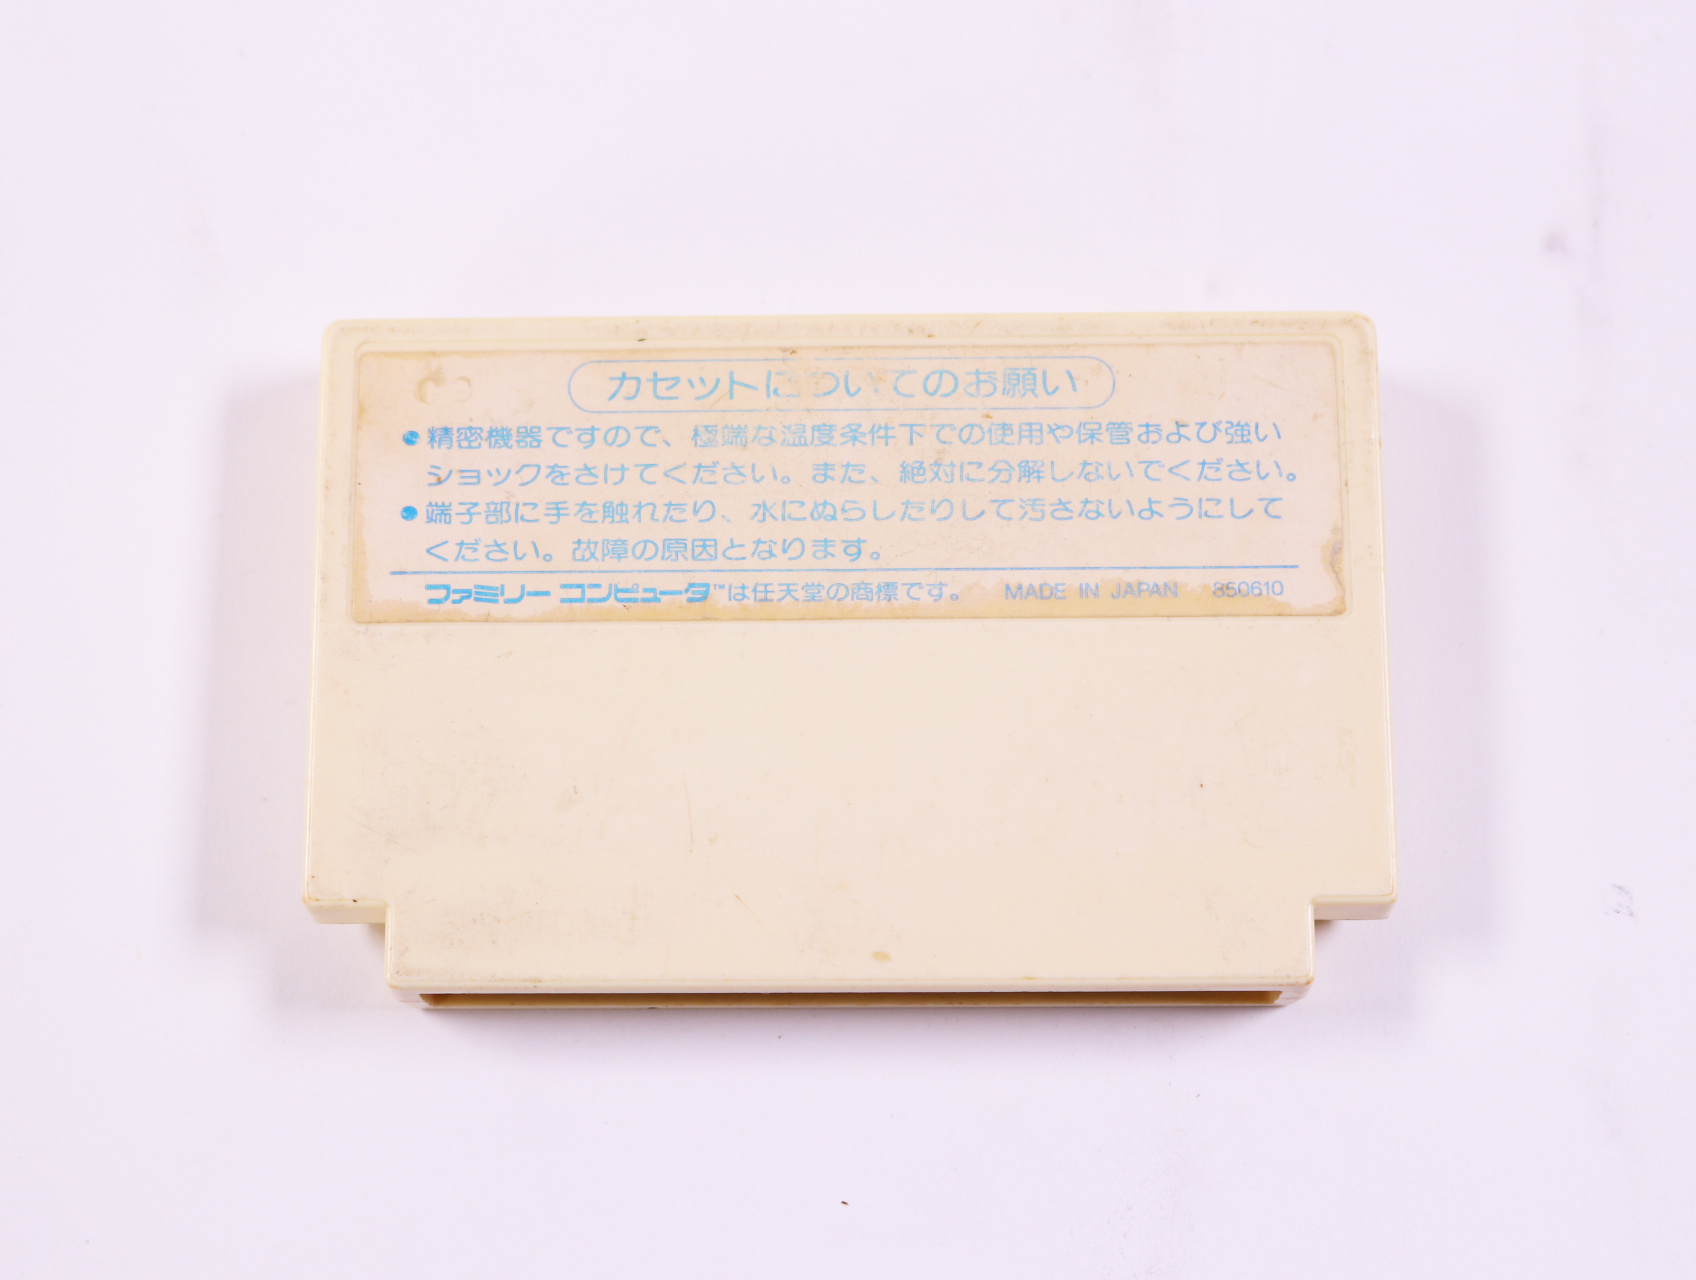 カセットについてのお願い
●精密機器ですので、極端な温度条件下での使用や保管および強い
ショックをさけてください。また、絶対に分解しないでください。
●端子部に手を触れたり、水にぬらしたりして汚さないようにして
ください。故障の原因となります。
ファミリー コンピュータ™は任天堂の商標です。 MADE IN JAPAN 850610